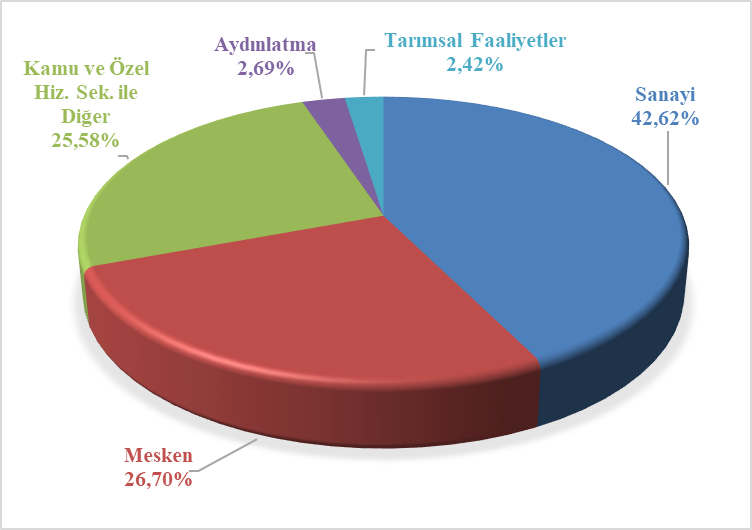 Aydınlatma
2,69%
Tarımsal Faaliyetler
2,42%
Kamu ve Özel
Hiz. Sek. ile
Diğer
25,58%
Sanayi
42,62%
Mesken
26,70%